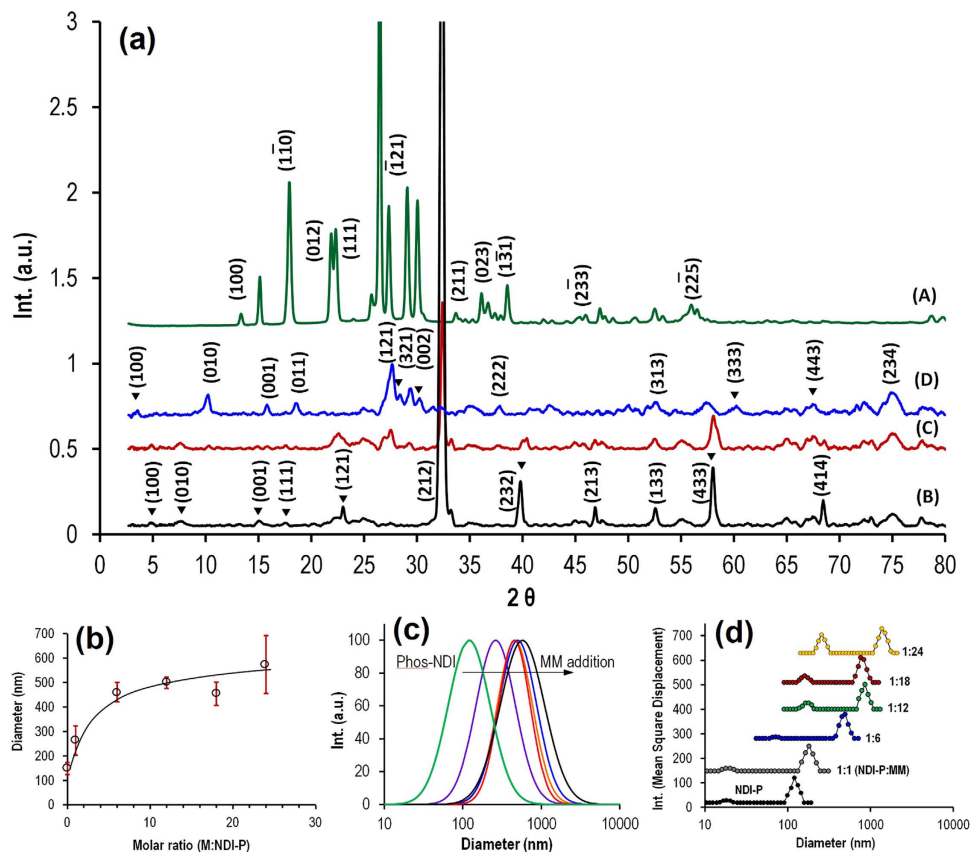 (a)
3
2.5
2
1.5
1
0.5
0
Int. (a.u.)
(100)
(1̅10)
(012)
(111)
(1̅21)
(211)
(023)
(13̅1)
(2̅33)
(2̅25)
(A)
(100)
(010)
(001)
(011)
(121)
(321)
(002)
(222)
(313)
(333)
(443)
(234)
(D)
(C)
(100)
(010)
(001)
(111)
(121)
(212)
(232)
(213)
(133)
(433)
(414)
(B)
0 5 10 15 20 25 30 35 40 45 50 55 60 65 70 75 80
2 θ
(b)
700
600
500
400
300
200
100
0
Diameter (nm)
0 10 20 30
Molar ratio (M:NDI-P)
(c)
Phos-NDI MM addition
100
80
60
40
20
0
Int. (a.u.)
10 100 1000 10000
Diameter (nm)
(d)
700
600
500
400
300
200
100
0
Int. (Mean Square Displacement)
1:24
1:18
1:12
1:6
1:1 (NDI-P:MM)
NDI-P
10 100 1000 10000
Diameter (nm)